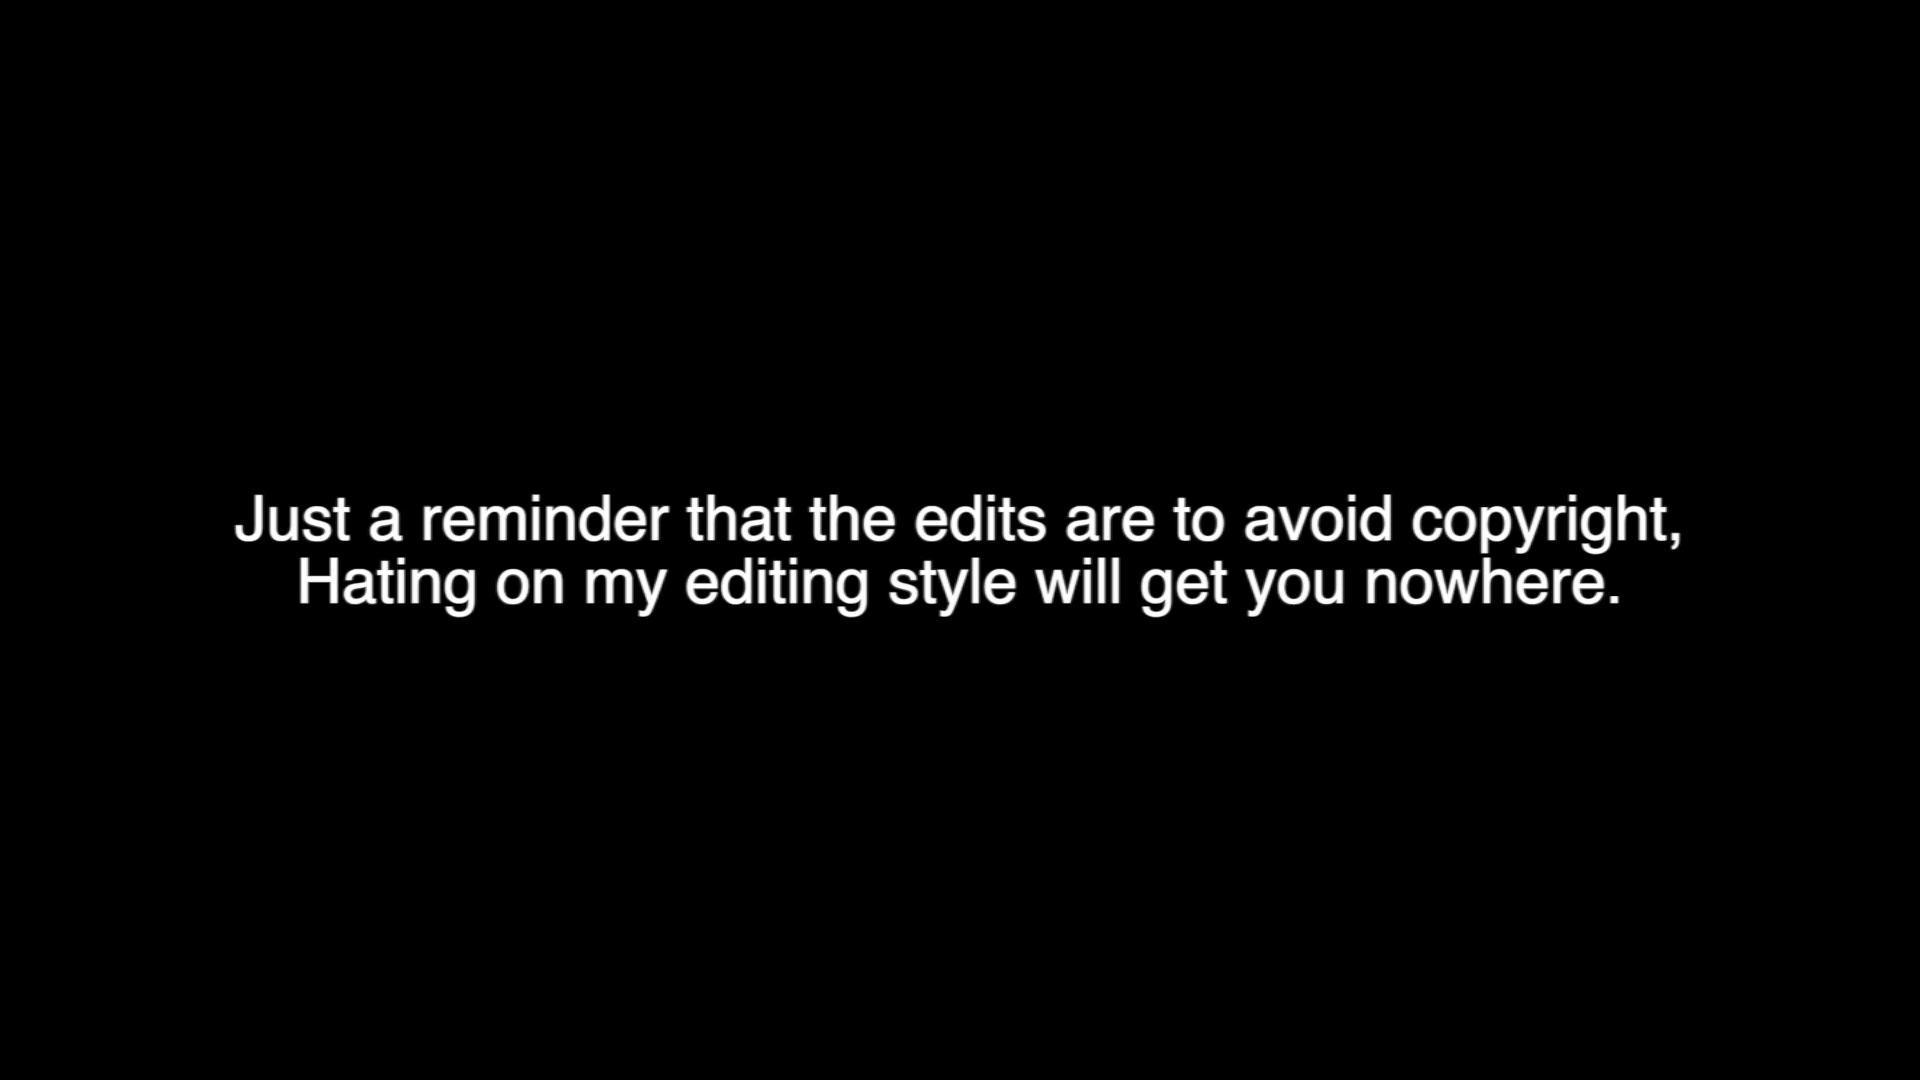 Just a reminder that the edits are to avoid copyright,
Hating on my editing style will get you nowhere.